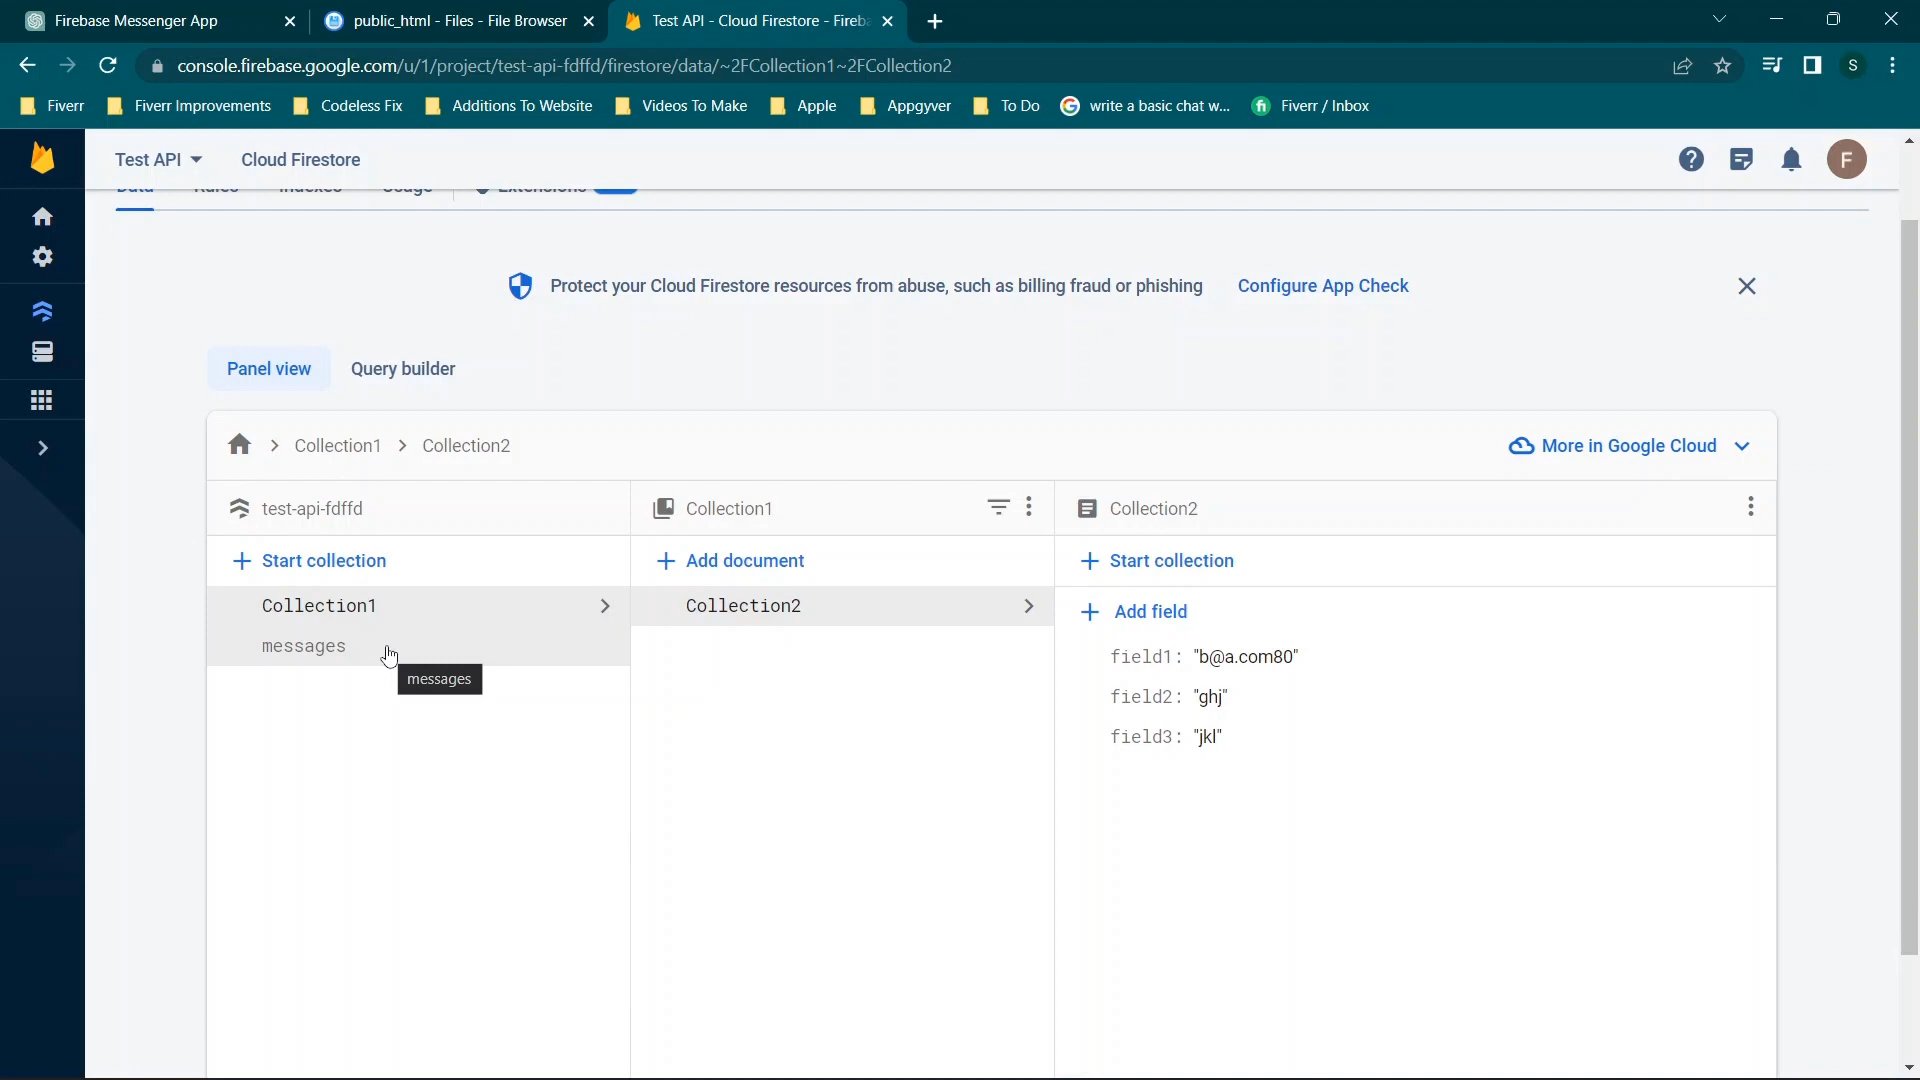 Firebase Messenger App
public_html - Files - File Browser
Test API - Cloud Firestore - Fireb
console.firebase.google.com/u/1/project/test-api-fdffd/firestore/data/~2FCollection1~2FCollection2
S
Fiverr
Fiverr Improvements
Codeless Fix
Additions To Website
Videos To Make
Apple
Appgyver
To Do
write a basic chat w...
Fiverr / Inbox
Test API
Cloud Firestore
F
Data Rules Indexes Usage Extensions
Protect your Cloud Firestore resources from abuse, such as billing fraud or phishing Configure App Check
Panel view
Query builder
Collection1 > Collection2
More in Google Cloud
test-api-fdffd
Collection1
Collection2
+ Start collection
+ Add document
+ Start collection
Collection1
Collection2
+ Add field
messages
messages
field1: "b@a.com80"
field2: "ghj"
field3: "jkl"